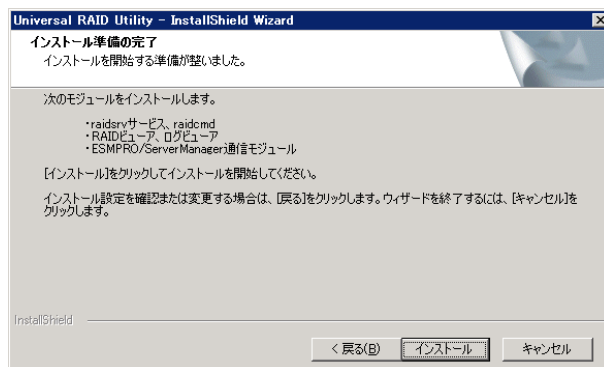 Universal RAID Utility - InstallShield Wizard
インストール準備の完了
インストールを開始する準備が整いました。
次のモジュールをインストールします。
・raidsrvサービス、raidcmd
・RAIDビューア、ログビューア
・ESMPRO/ServerManager通信モジュール
[インストール]をクリックしてインストールを開始してください。
インストール設定を確認または変更する場合は、[戻る]をクリックします。ウィザードを終了するには、[キャンセル]を
クリックします。
InstallShield
< 戻る(B)
インストール
キャンセル